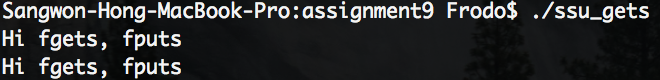 Sangwon-Hong-MacBook-Pro:assignment9 Frodo$ ./ssu_gets
Hi fgets, fputs
Hi fgets, fputs